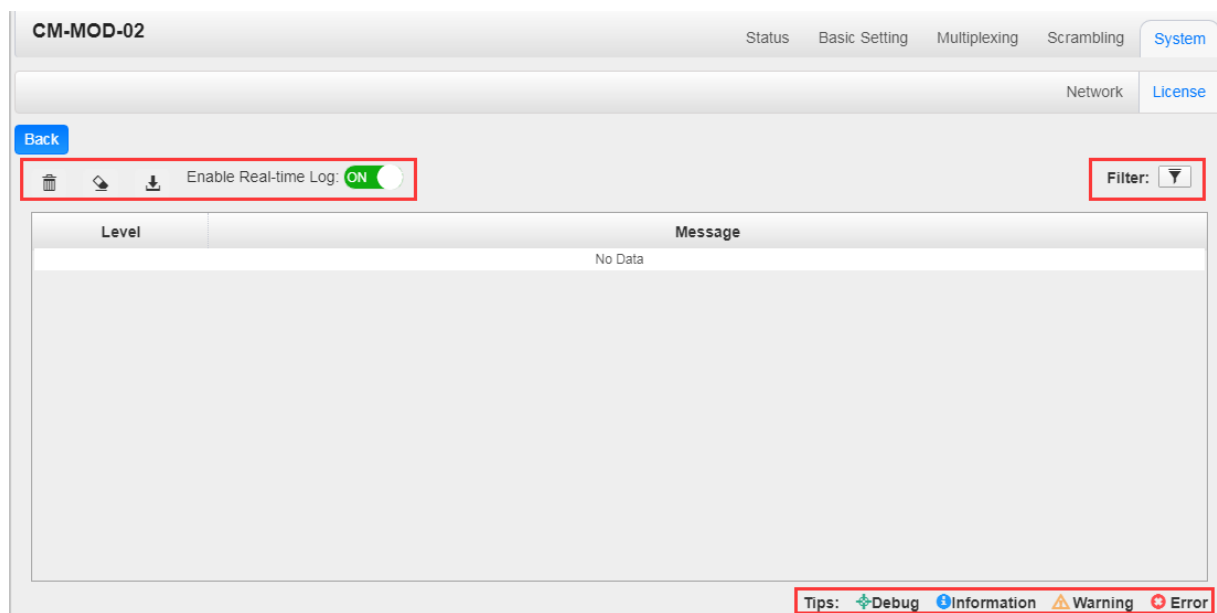 CM-MOD-02
Status Basic Setting Multiplexing Scrambling System
Network License
Back
Enable Real-time Log: ON
Filter:
Level Message
No Data
Tips: Debug Information Warning Error